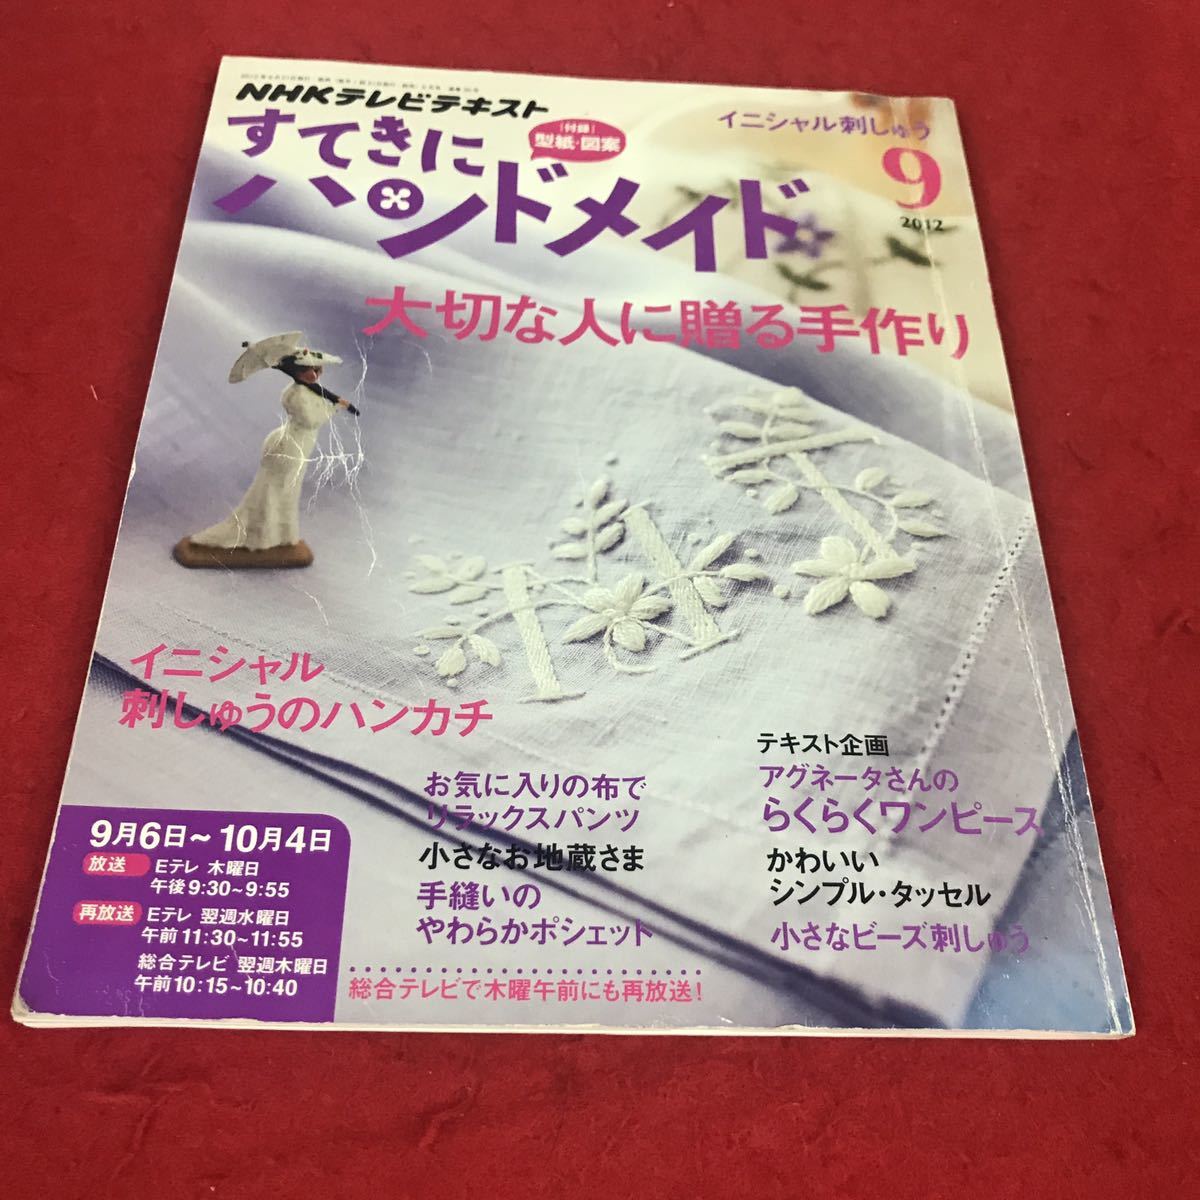 NHKテレビテキスト
すてきに
ハンドメイド
［付録］
型紙・図案
イニシャル刺しゅう
9
2012
大切な人に贈る手作り
イニシャル
刺しゅうのハンカチ
お気に入りの布で
リラックスパンツ
小さなお地蔵さま
手縫いの
やわらかポシェット
テキスト企画
アグネータさんの
らくらくワンピース
かわいい
シンプル・タッセル
小さなビーズ刺しゅう
9月6日～10月4日
放送 Eテレ 木曜日
午後9:30~9:55
再放送 Eテレ 翌週水曜日
午前11:30~11:55
総合テレビ 翌週木曜日
午前10:15~10:40
総合テレビで木曜午前にも再放送!